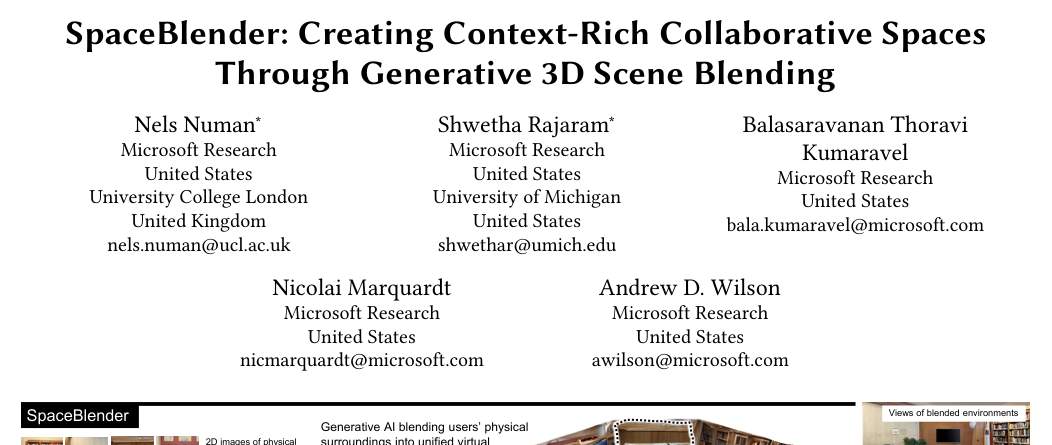 SpaceBlender: Creating Context-Rich Collaborative Spaces
Through Generative 3D Scene Blending
Nels Numan*
Microsoft Research
United States
University College London
United Kingdom
nels.numan@ucl.ac.uk
Shwetha Rajaram*
Microsoft Research
United States
University of Michigan
United States
shwethar@umich.edu
Balasaravanan Thoravi
Kumaravel
Microsoft Research
United States
bala.kumaravel@microsoft.com
Nicolai Marquardt
Microsoft Research
United States
nicmarquardt@microsoft.com
Andrew D. Wilson
Microsoft Research
United States
awilson@microsoft.com
SpaceBlender
2D images of physical
Generative AI blending users' physical
surroundings into unified virtual
Views of blended environments